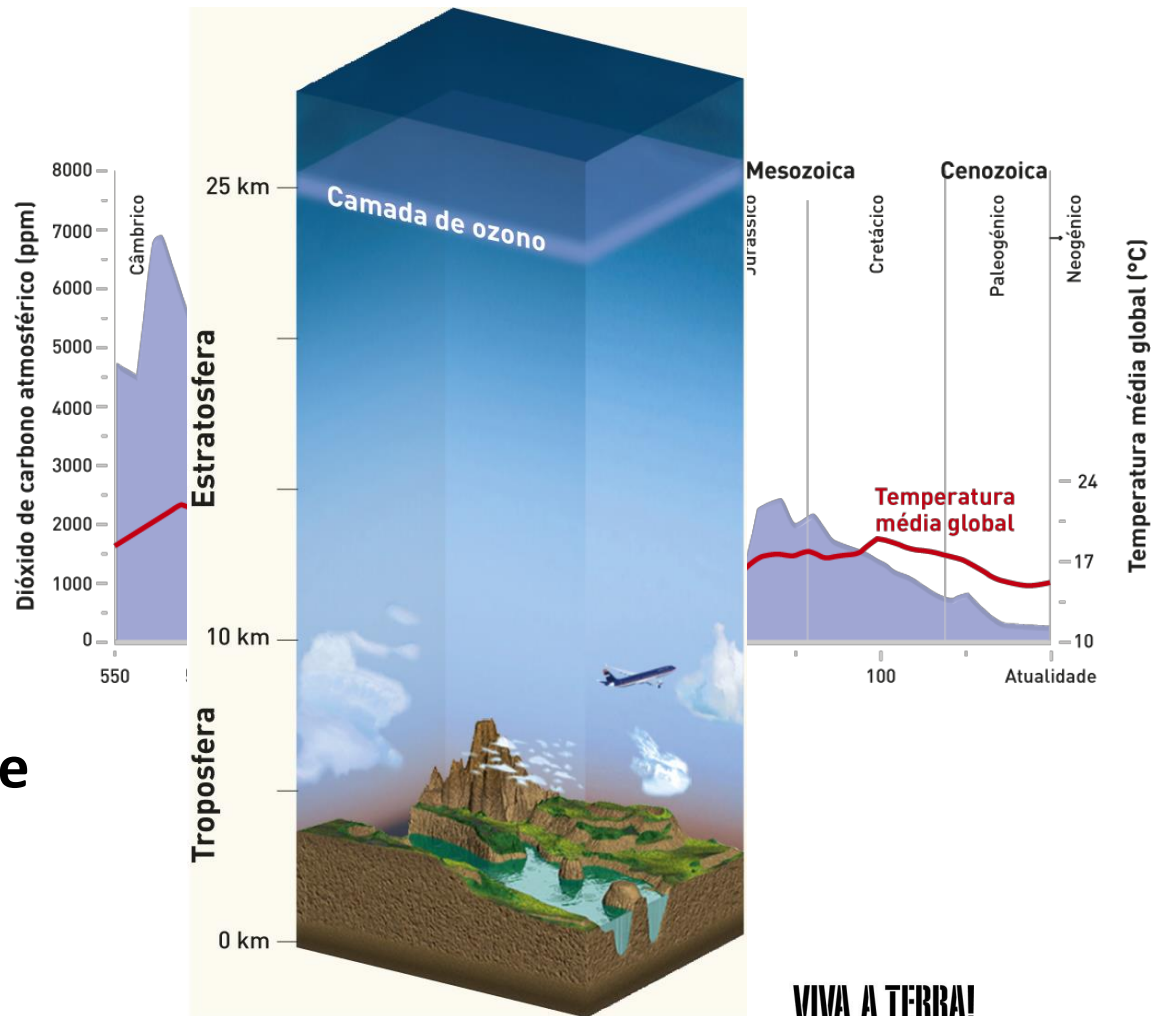 Dióxido de carbono atmosférico (ppm)
8000
7000
6000
5000
4000
3000
2000
1000
0
550
Câmbrico
25 km
Camada de ozono
Estratosfera
10 km
Troposfera
0 km
Mesozoica
Cenozoica
Jurássico
Cretácico
Paleogénico
Neogénico
Temperatura
média global
24
17
10
Temperatura média global (°C)
100
Atualidade
e
VIVA A TERRA!